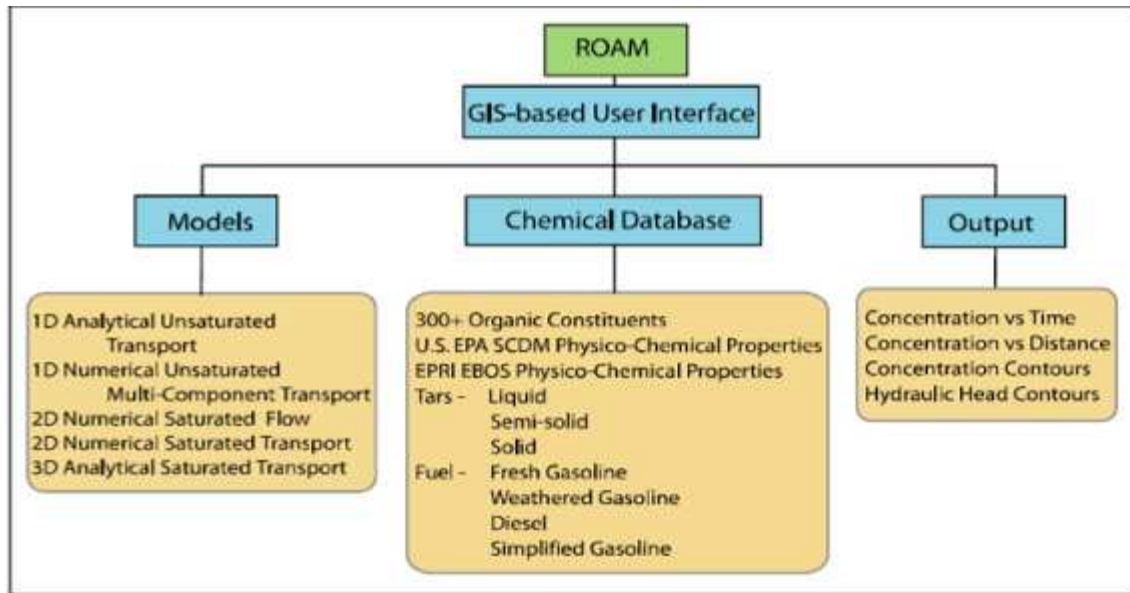 ROAM
GIS-based User Interface
Models
Chemical Database
Output
1D Analytical Unsaturated
Transport
1D Numerical Unsaturated
Multi-Component Transport
2D Numerical Saturated Flow
2D Numerical Saturated Transport
3D Analytical Saturated Transport
300+ Organic Constituents
U.S. EPA SCDM Physico-Chemical Properties
EPRI EBOS Physico-Chemical Properties
Tars - Liquid
Semi-solid
Solid
Fuel - Fresh Gasoline
Weathered Gasoline
Diesel
Simplified Gasoline
Concentration vs Time
Concentration vs Distance
Concentration Contours
Hydraulic Head Contours